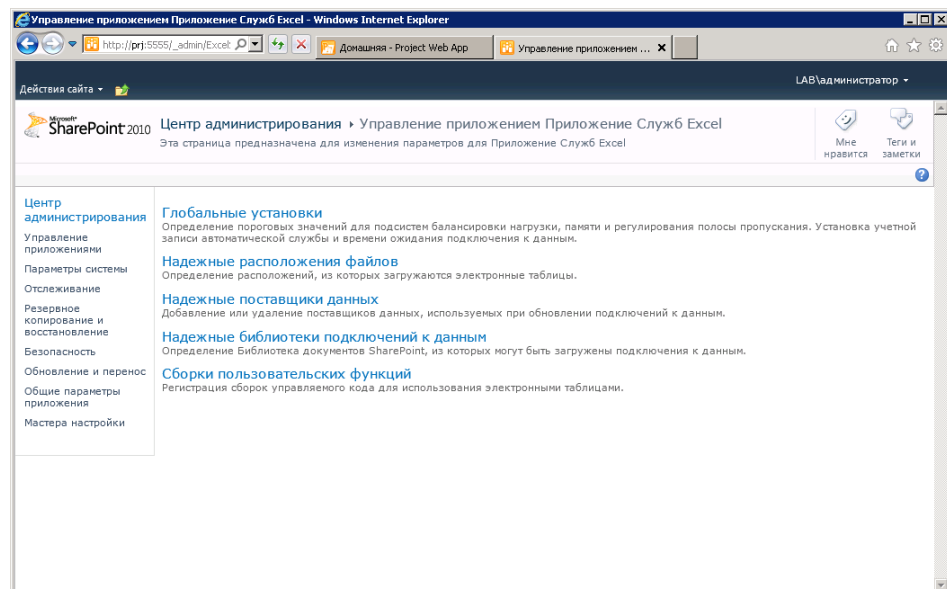 Управление приложением Приложение Служб Excel - Windows Internet Explorer
http://prj:5555/_admin/Excel
Домашняя - Project Web App
Управление приложением ...
Действия сайта
LAB\администратор
Microsoft
SharePoint 2010
Центр администрирования
Управление приложением Приложение Служб Excel
Эта страница предназначена для изменения параметров для Приложение Служб Excel
Мне
нравится
Теги и
заметки
Центр
администрирования
Управление
приложениями
Параметры системы
Отслеживание
Резервное
копирование и
восстановление
Безопасность
Обновление и перенос
Общие параметры
приложения
Мастера настройки
Глобальные установки
Определение пороговых значений для подсистем балансировки нагрузки, памяти и регулирования полосы пропускания. Установка учетной
записи автоматической службы и времени ожидания подключения к данным.
Надежные расположения файлов
Определение расположений, из которых загружаются электронные таблицы.
Надежные поставщики данных
Добавление или удаление поставщиков данных, используемых при обновлении подключений к данным.
Надежные библиотеки подключений к данным
Определение Библиотека документов SharePoint, из которых могут быть загружены подключения к данным.
Сборки пользовательских функций
Регистрация сборок управляемого кода для использования электронными таблицами.